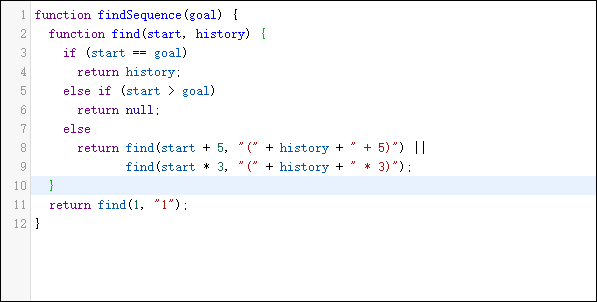 1 function findSequence(goal) {
2   function find(start, history) {
3     if (start == goal)
4       return history;
5     else if (start > goal)
6       return null;
7     else
8       return find(start + 5, "(" + history + " + 5)") ||
9              find(start * 3, "(" + history + " * 3)");
10   }
11   return find(1, "1");
12 }